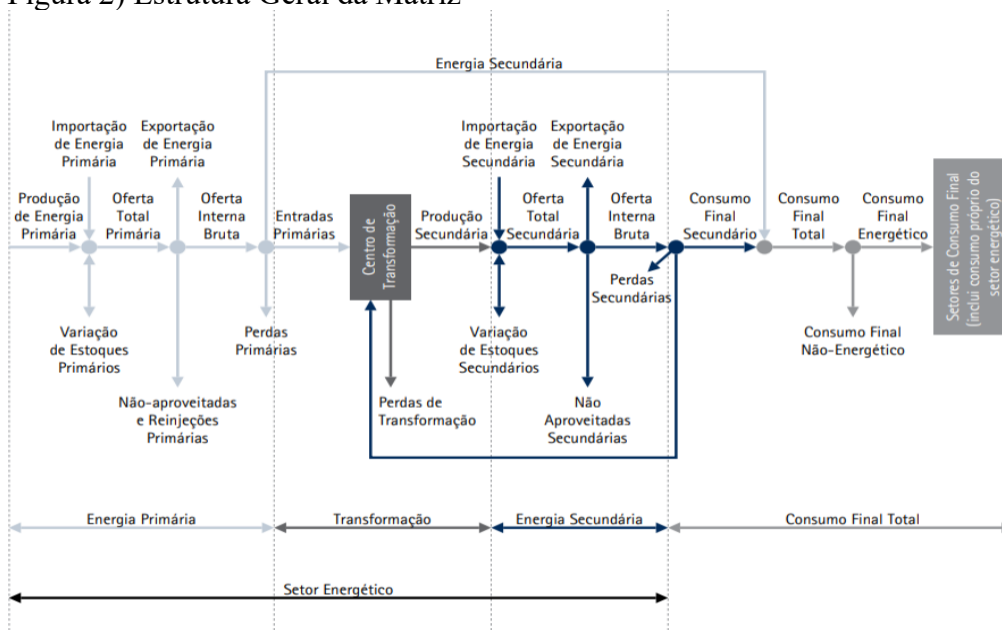 Figura 2) Estrutura Geral da Matriz
Energia Secundária
Importação
de Energia
Primária
Exportação
de Energia
Primária
Importação
de Energia
Secundária
Exportação
de Energia
Secundária
Produção
de Energia
Primária
Oferta
Total
Primária
Oferta
Interna
Bruta
Entradas
Primárias
Centro de
Transformação
Produção
Secundária
Oferta
Total
Secundária
Oferta
Interna
Bruta
Consumo
Final
Secundário
Consumo
Final
Total
Consumo
Final
Energético
Setores de Consumo Final
(inclui consumo próprio do
setor energético)
Variação
de Estoques
Primários
Perdas
Primárias
Variação
de Estoques
Secundários
Perdas
Secundárias
Consumo Final
Não-Energético
Não-aproveitadas
e Reinjeções
Primárias
Perdas de
Transformação
Não
Aproveitadas
Secundárias
Energia Primária
Transformação
Energia Secundária
Consumo Final Total
Setor Energético